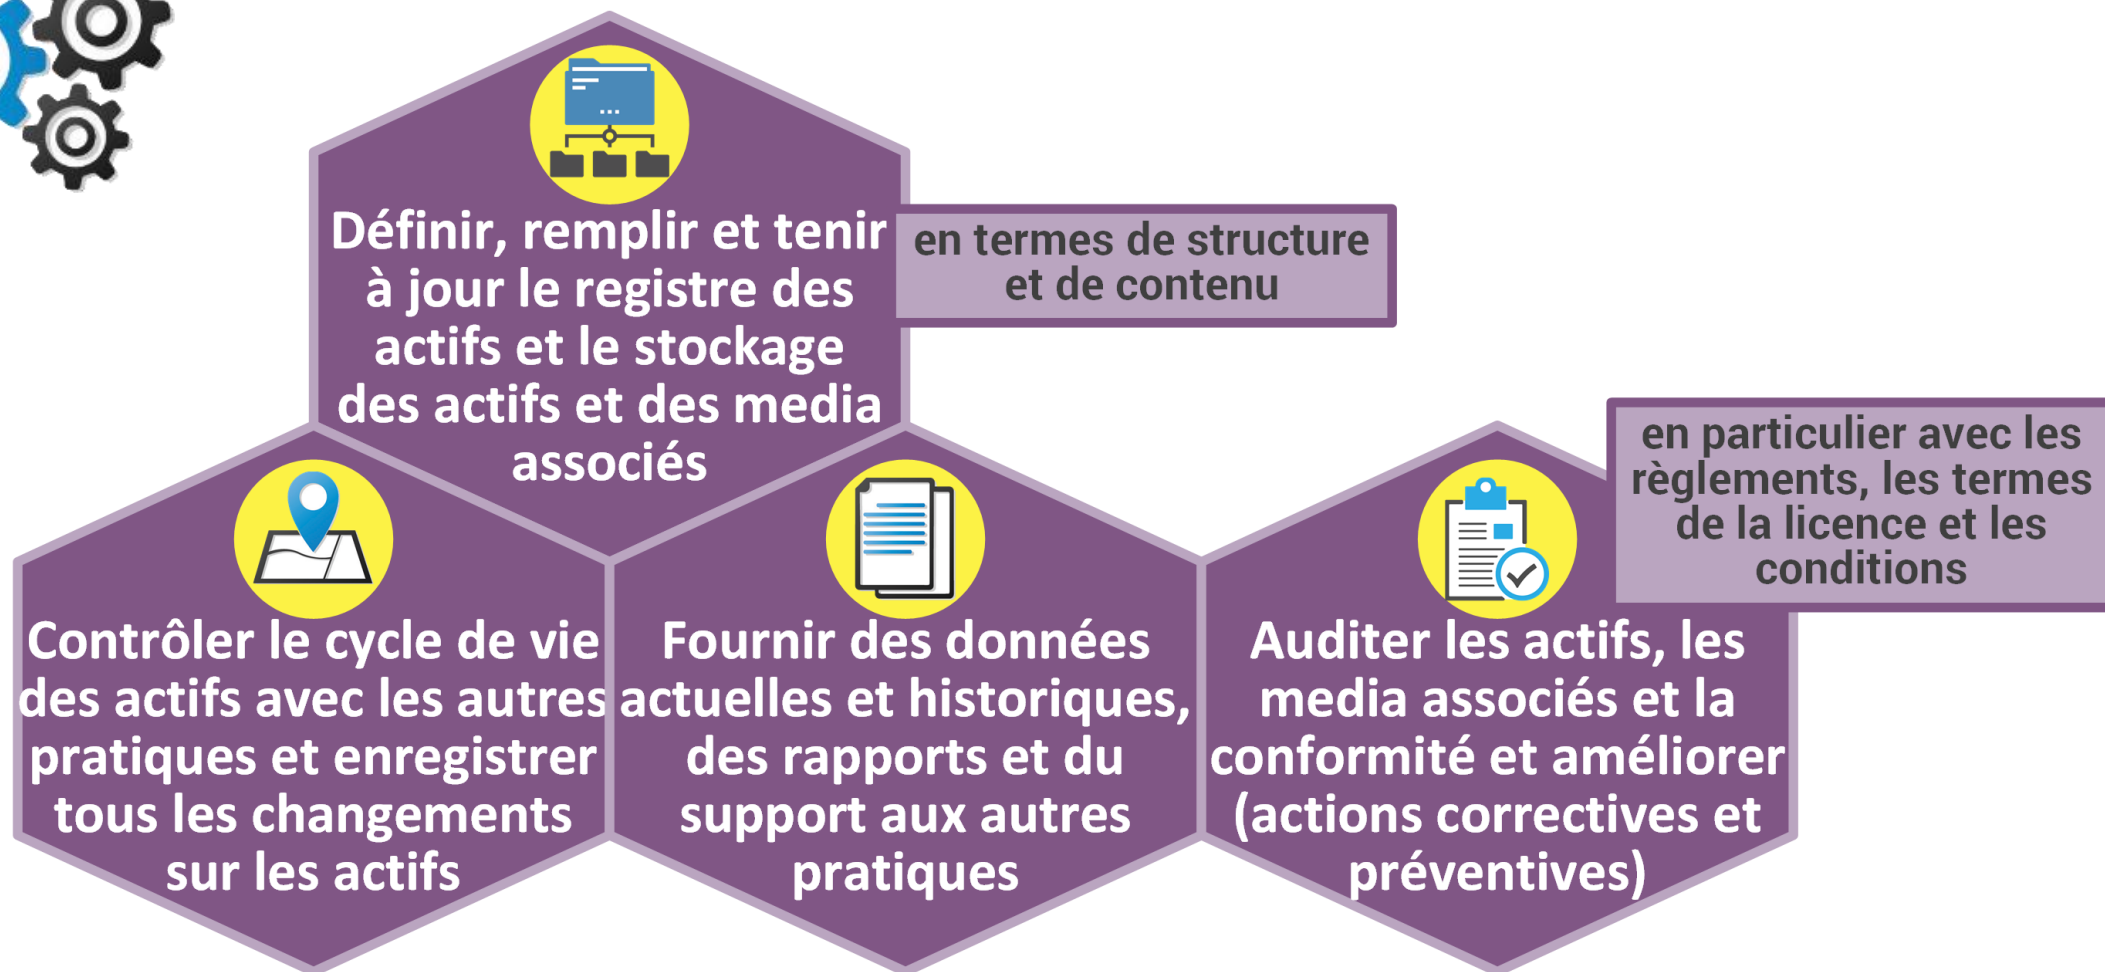 Définir, remplir et tenir
à jour le registre des
actifs et le stockage
des actifs et des media
associés
en termes de structure
et de contenu
Contrôler le cycle de vie
des actifs avec les autres
pratiques et enregistrer
tous les changements
sur les actifs
Fournir des données
actuelles et historiques,
des rapports et du
support aux autres
pratiques
Auditer les actifs, les
media associés et la
conformité et améliorer
(actions correctives et
préventives)
en particulier avec les
règlements, les termes
de la licence et les
conditions